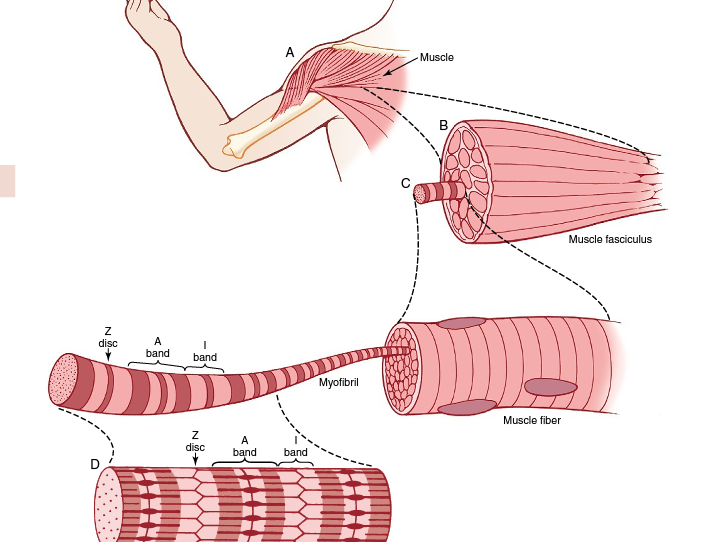 A
Muscle
B
C
Muscle fasciculus
Z
disc
A
band
I
band
Myofibril
Muscle fiber
D
Z
disc
A
band
I
band